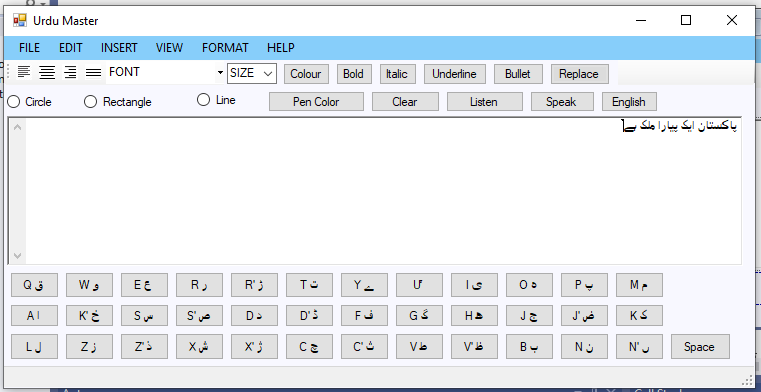 Urdu Master
FILE EDIT INSERT VIEW FORMAT HELP
FONT SIZE Colour Bold Italic Underline Bullet Replace
Circle Rectangle Line Pen Color Clear Listen Speak English
پاکستان ایک پیارا ملک ہے
Q ق W و E ع R ر R' ڑ T ت Y ے I ی O ہ P پ M م
A ا K' خ S س S' ص D د D' ڈ F ف G گ H ھ J ج J' ض K ک
L ل Z ز Z' ذ X ش X' ژ C چ C' ث V ط V' ظ B ب N ن N' ں Space